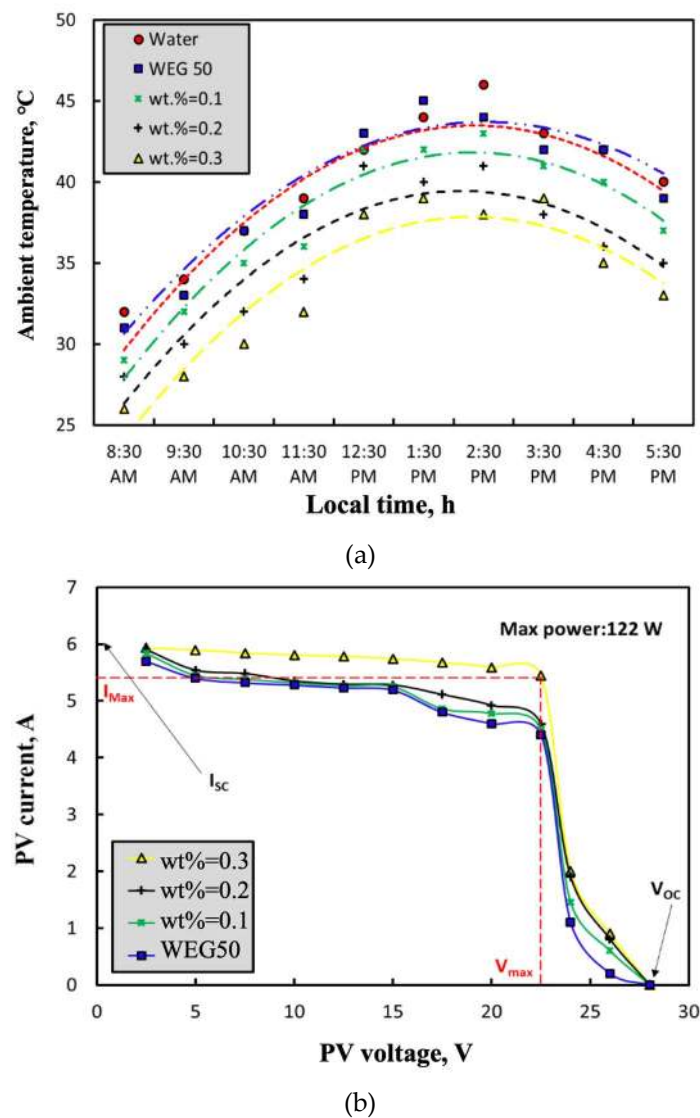 50
45
40
35
30
25
Ambient temperature, °C
Water
WEG 50
wt.%=0.1
wt.%=0.2
wt.%=0.3
8:30 9:30 10:30 11:30 12:30 1:30 2:30 3:30 4:30 5:30
AM AM AM AM PM PM PM PM PM PM
Local time, h
(a)
7
6
5
4
3
2
1
0
PV current, A
Max power:122 W
I_Max
I_SC
V_OC
V_max
wt%=0.3
wt%=0.2
wt%=0.1
WEG50
0 5 10 15 20 25 30
PV voltage, V
(b)